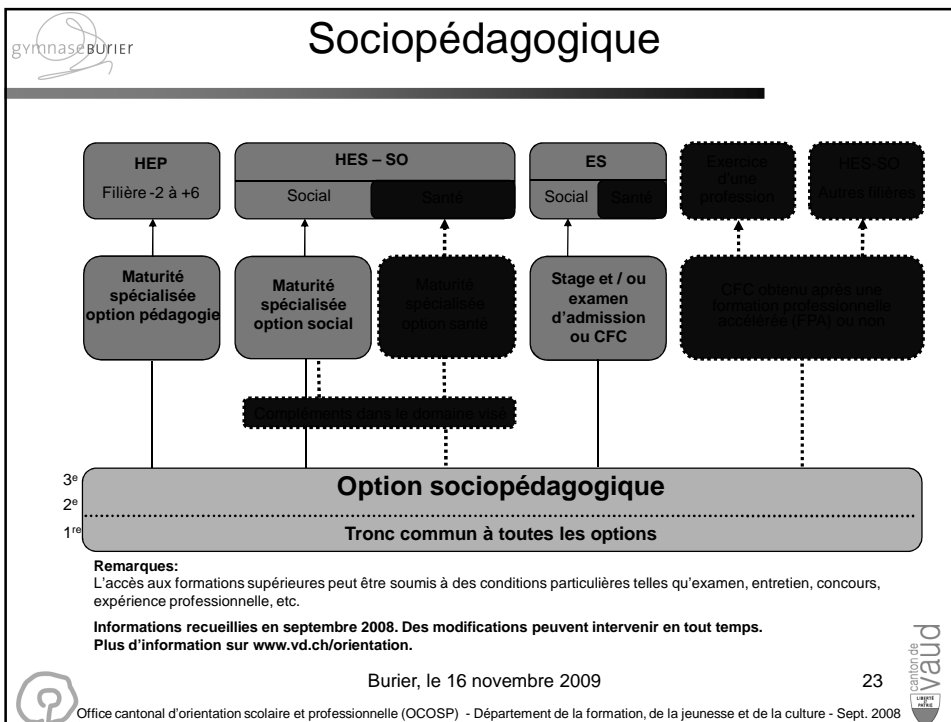 gymnaseBURIER
Sociopédagogique
HEP
Filière -2 à +6
HES – SO
Social
Santé
ES
Social
Santé
Exercice
d'une
profession
HES-SO
Autres filières
Maturité
spécialisée
option pédagogie
Maturité
spécialisée
option social
Maturité
spécialisée
option santé
Stage et / ou
examen
d'admission
ou CFC
CFC obtenu après une
formation professionnelle
accélérée (FPA) ou non
Compléments dans le domaine visé
3e
2e
1re
Option sociopédagogique
Tronc commun à toutes les options
Remarques:
L'accès aux formations supérieures peut être soumis à des conditions particulières telles qu'examen, entretien, concours,
expérience professionnelle, etc.
Informations recueillies en septembre 2008. Des modifications peuvent intervenir en tout temps.
Plus d'information sur www.vd.ch/orientation.
Burier, le 16 novembre 2009
23
canton de
vaud
LIBERTÉ
ET
PATRIE
Office cantonal d'orientation scolaire et professionnelle (OCOSP) - Département de la formation, de la jeunesse et de la culture - Sept. 2008